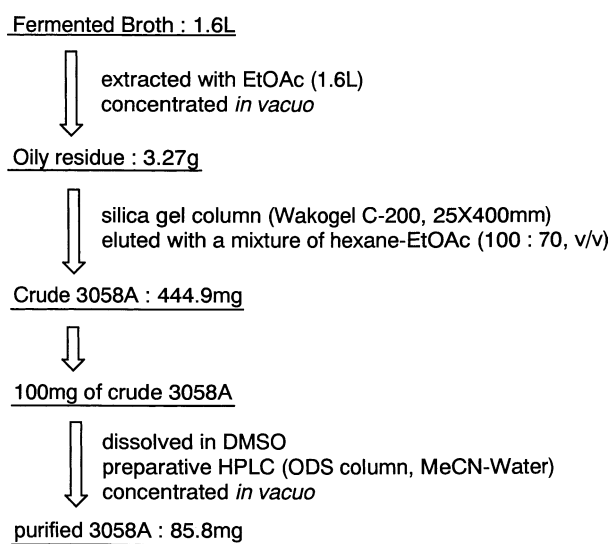 Fermented Broth : 1.6L
extracted with EtOAc (1.6L)
concentrated in vacuo
Oily residue : 3.27g
silica gel column (Wakogel C-200, 25X400mm)
eluted with a mixture of hexane-EtOAc (100 : 70, v/v)
Crude 3058A : 444.9mg
100mg of crude 3058A
dissolved in DMSO
preparative HPLC (ODS column, MeCN-Water)
concentrated in vacuo
purified 3058A : 85.8mg